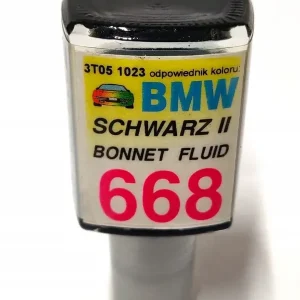 3T05 1023 odpowiednik koloru:
BMW
SCHWARZ II
BONNET FLUID
668